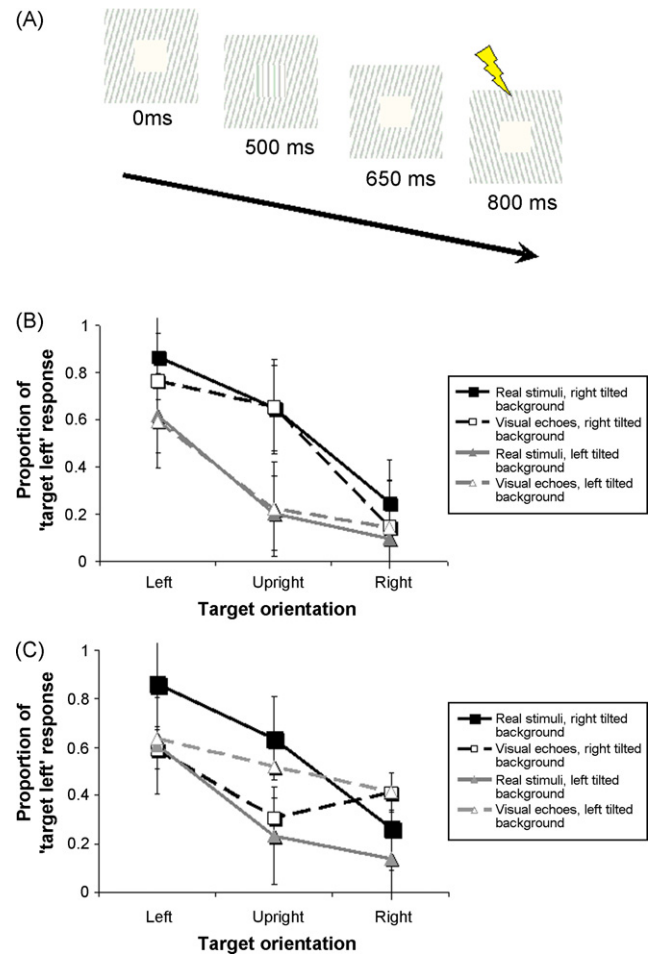 (A)
0ms
500 ms
650 ms
800 ms
(B)
Proportion of
'target left' response
1
0.8
0.6
0.4
0.2
0
Left Upright Right
Target orientation
Real stimuli, right tilted
background
Visual echoes, right tilted
background
Real stimuli, left tilted
background
Visual echoes, left tilted
background
(C)
Proportion of
'target left' response
1
0.8
0.6
0.4
0.2
0
Left Upright Right
Target orientation
Real stimuli, right tilted
background
Visual echoes, right tilted
background
Real stimuli, left tilted
background
Visual echoes, left tilted
background